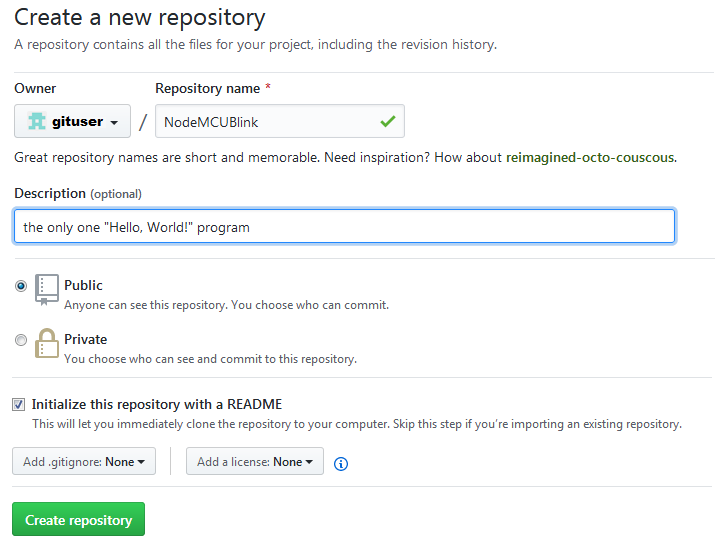 Create a new repository
A repository contains all the files for your project, including the revision history.
Owner Repository name *
gituser / NodeMCUBlink
Great repository names are short and memorable. Need inspiration? How about reimagined-octo-couscous.
Description (optional)
the only one "Hello, World!" program
Public
Anyone can see this repository. You choose who can commit.
Private
You choose who can see and commit to this repository.
Initialize this repository with a README
This will let you immediately clone the repository to your computer. Skip this step if you're importing an existing repository.
Add .gitignore: None Add a license: None
Create repository